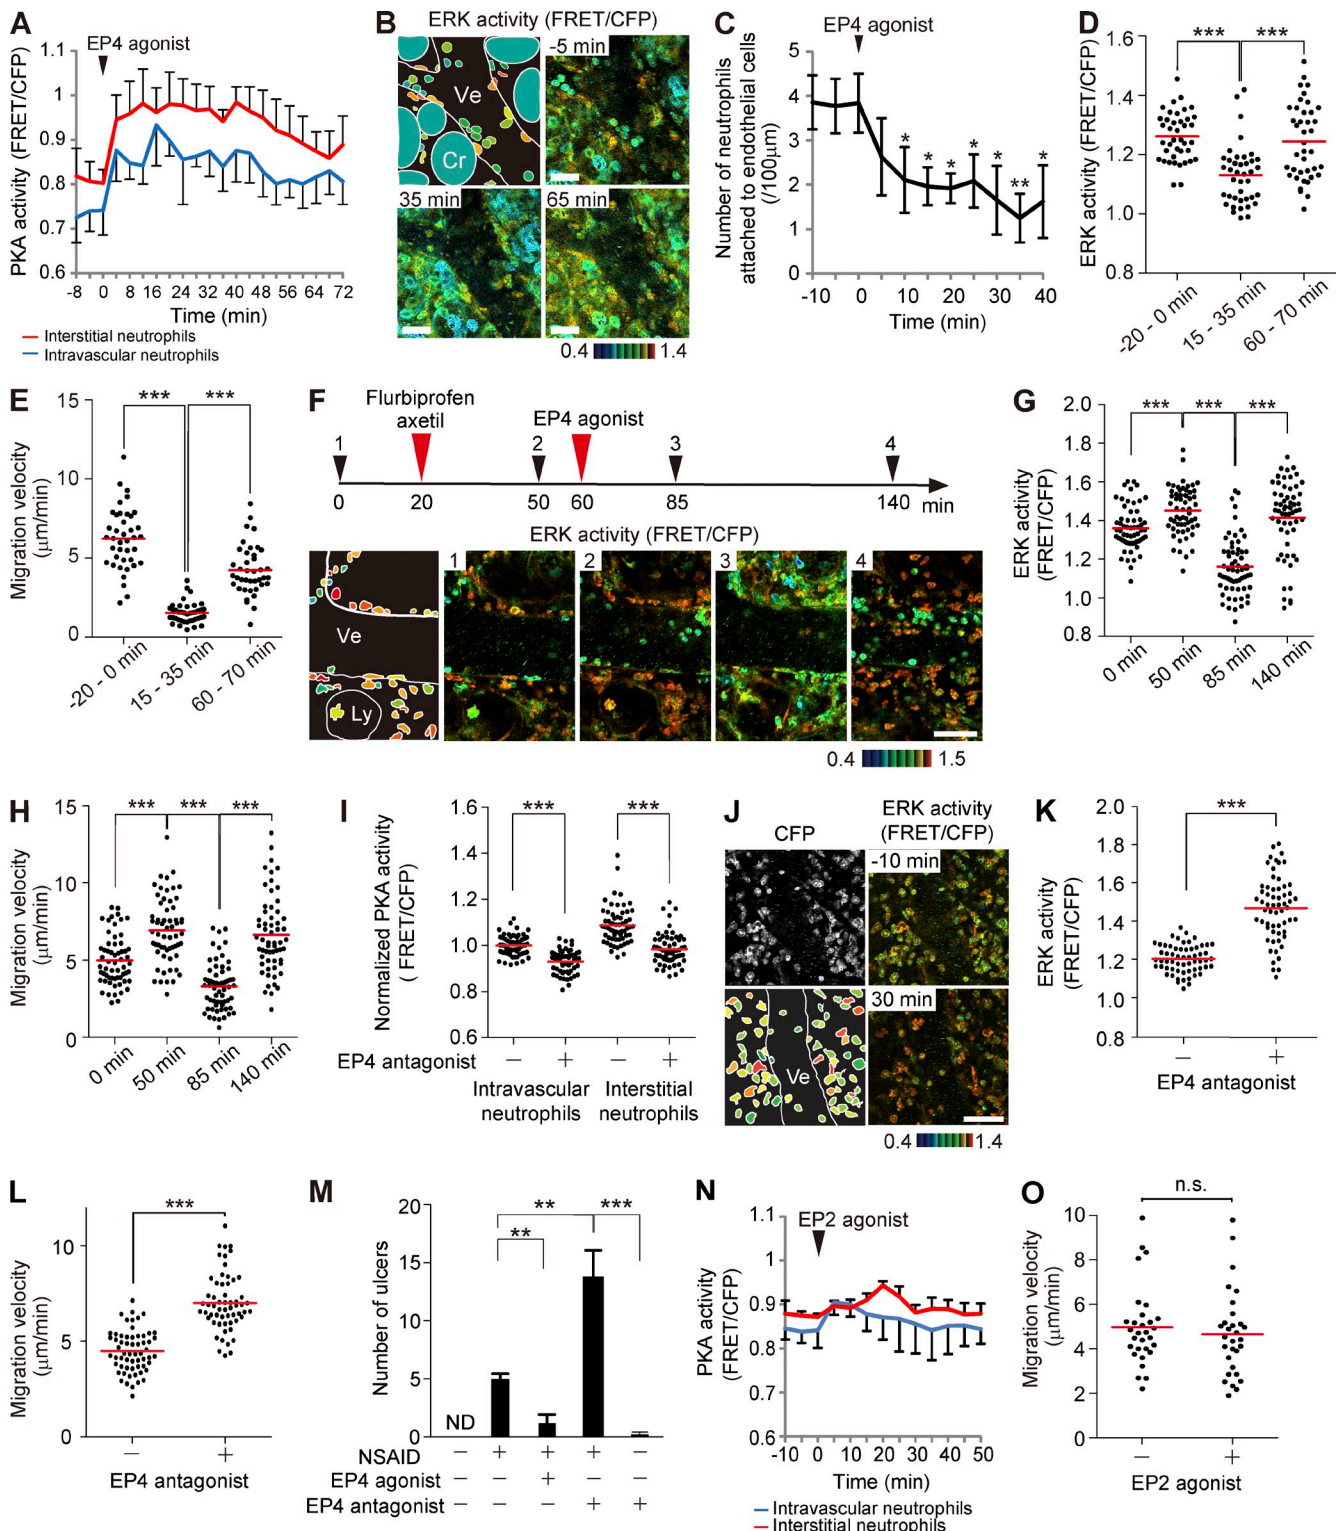 A
EP4 agonist
PKA activity (FRET/CFP)
1.1
1
0.9
0.8
0.7
0.6
-8 0 8 16 24 32 40 48 56 64 72
Time (min)
Interstitial neutrophils
Intravascular neutrophils
B
ERK activity (FRET/CFP)
-5 min
Ve
Cr
35 min
65 min
0.4 1.4
C
EP4 agonist
Number of neutrophils
attached to endothelial cells
(/100μm)
5
4
3
2
1
0
* * * * * ** *
-10 0 10 20 30 40
Time (min)
D
*** ***
ERK activity (FRET/CFP)
1.6
1.4
1.2
1.0
0.8
-20 - 0 min
15 - 35 min
60 - 70 min
E
*** ***
Migration velocity
(μm/min)
15
10
5
0
-20 - 0 min
15 - 35 min
60 - 70 min
F
Flurbiprofen
axetil
EP4 agonist
1 2 3 4
0 20 50 60 85 140 min
ERK activity (FRET/CFP)
1 2 3 4
Ve
Ly
0.4 1.5
G
*** *** ***
ERK activity
(FRET/CFP)
2.0
1.8
1.6
1.4
1.2
1.0
0.8
0 min
50 min
85 min
140 min
H
*** *** ***
Migration velocity
(μm/min)
15
10
5
0
0 min
50 min
85 min
140 min
I
*** ***
Normalized PKA activity
( FRET/CFP)
1.6
1.4
1.2
1.0
0.8
0.6
EP4 antagonist − + − +
Intravascular
neutrophils
Interstitial
neutrophils
J
CFP
ERK activity
(FRET/CFP)
-10 min
30 min
Ve
0.4 1.4
K
***
ERK activity
(FRET/CFP)
2.0
1.8
1.6
1.4
1.2
1.0
0.8
− +
EP4 antagonist
L
***
Migration velocity
(μm/min)
10
5
0
− +
EP4 antagonist
M
** ***
**
Number of ulcers
20
15
10
5
0
ND
NSAID − + + + −
EP4 agonist − − + − −
EP4 antagonist − − − + +
N
EP2 agonist
PKA activity
(FRET/CFP)
1.1
1
0.9
0.8
0.7
0.6
-10 0 10 20 30 40 50
Time (min)
Intravascular neutrophils
Interstitial neutrophils
O
n.s.
Migration velocity
(μm/min)
10
8
6
4
2
0
− +
EP2 agonist